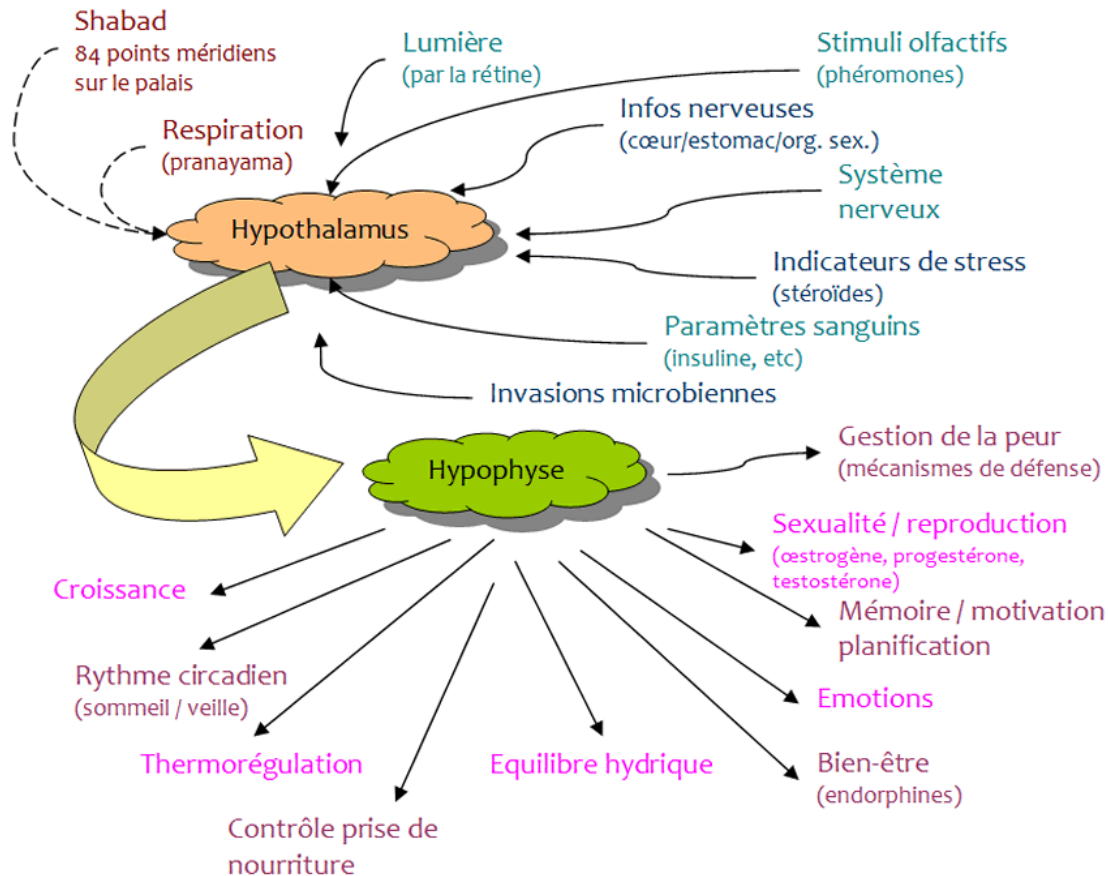 Shabad
84 points méridiens
sur le palais
Lumière
(par la rétine)
Stimuli olfactifs
(phéromones)
Infos nerveuses
(cœur/estomac/org. sex.)
Respiration
(pranayama)
Système
nerveux
Hypothalamus
Indicateurs de stress
(stéroïdes)
Paramètres sanguins
(insuline, etc)
Invasions microbiennes
Hypophyse
Gestion de la peur
(mécanismes de défense)
Sexualité / reproduction
(œstrogène, progestérone,
testostérone)
Croissance
Mémoire / motivation
planification
Rythme circadien
(sommeil / veille)
Emotions
Thermorégulation
Equilibre hydrique
Bien-être
(endorphines)
Contrôle prise de
nourriture